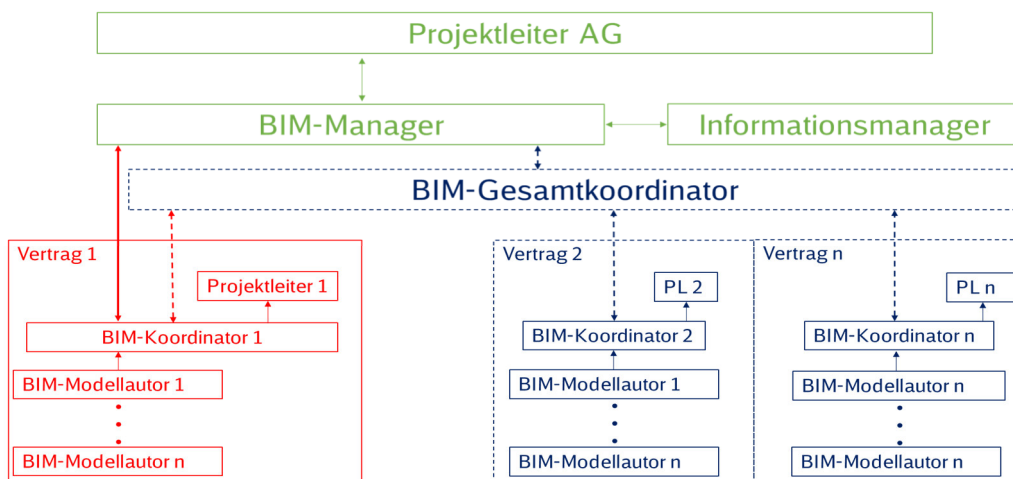 Projektleiter AG
BIM-Manager
Informationsmanager
BIM-Gesamtkoordinator
Vertrag 1
Projektleiter 1
BIM-Koordinator 1
BIM-Modellautor 1
BIM-Modellautor n
Vertrag 2
PL 2
BIM-Koordinator 2
BIM-Modellautor 1
BIM-Modellautor n
Vertrag n
PL n
BIM-Koordinator n
BIM-Modellautor n
BIM-Modellautor n